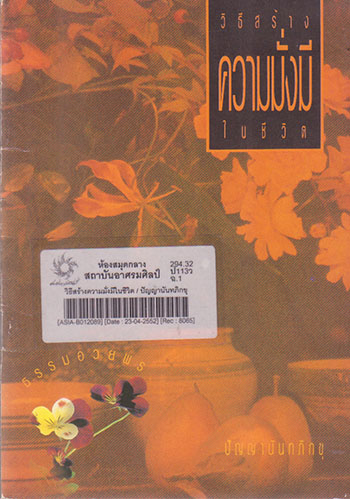 วิธีสร้าง
ความมั่งมี
ในชีวิต
ห้องสมุดกลาง
สถาบันอาศรมศิลป์
294.32
ป113ว
ฉ.1
วิธีสร้างความมั่งมีในชีวิต / ปัญญานันทภิกขุ
[ASIA-B012089] [Date : 23-04-2552] [Rec : 8085]
ธรรมอวยพร
ปัญญานันทภิกขุ